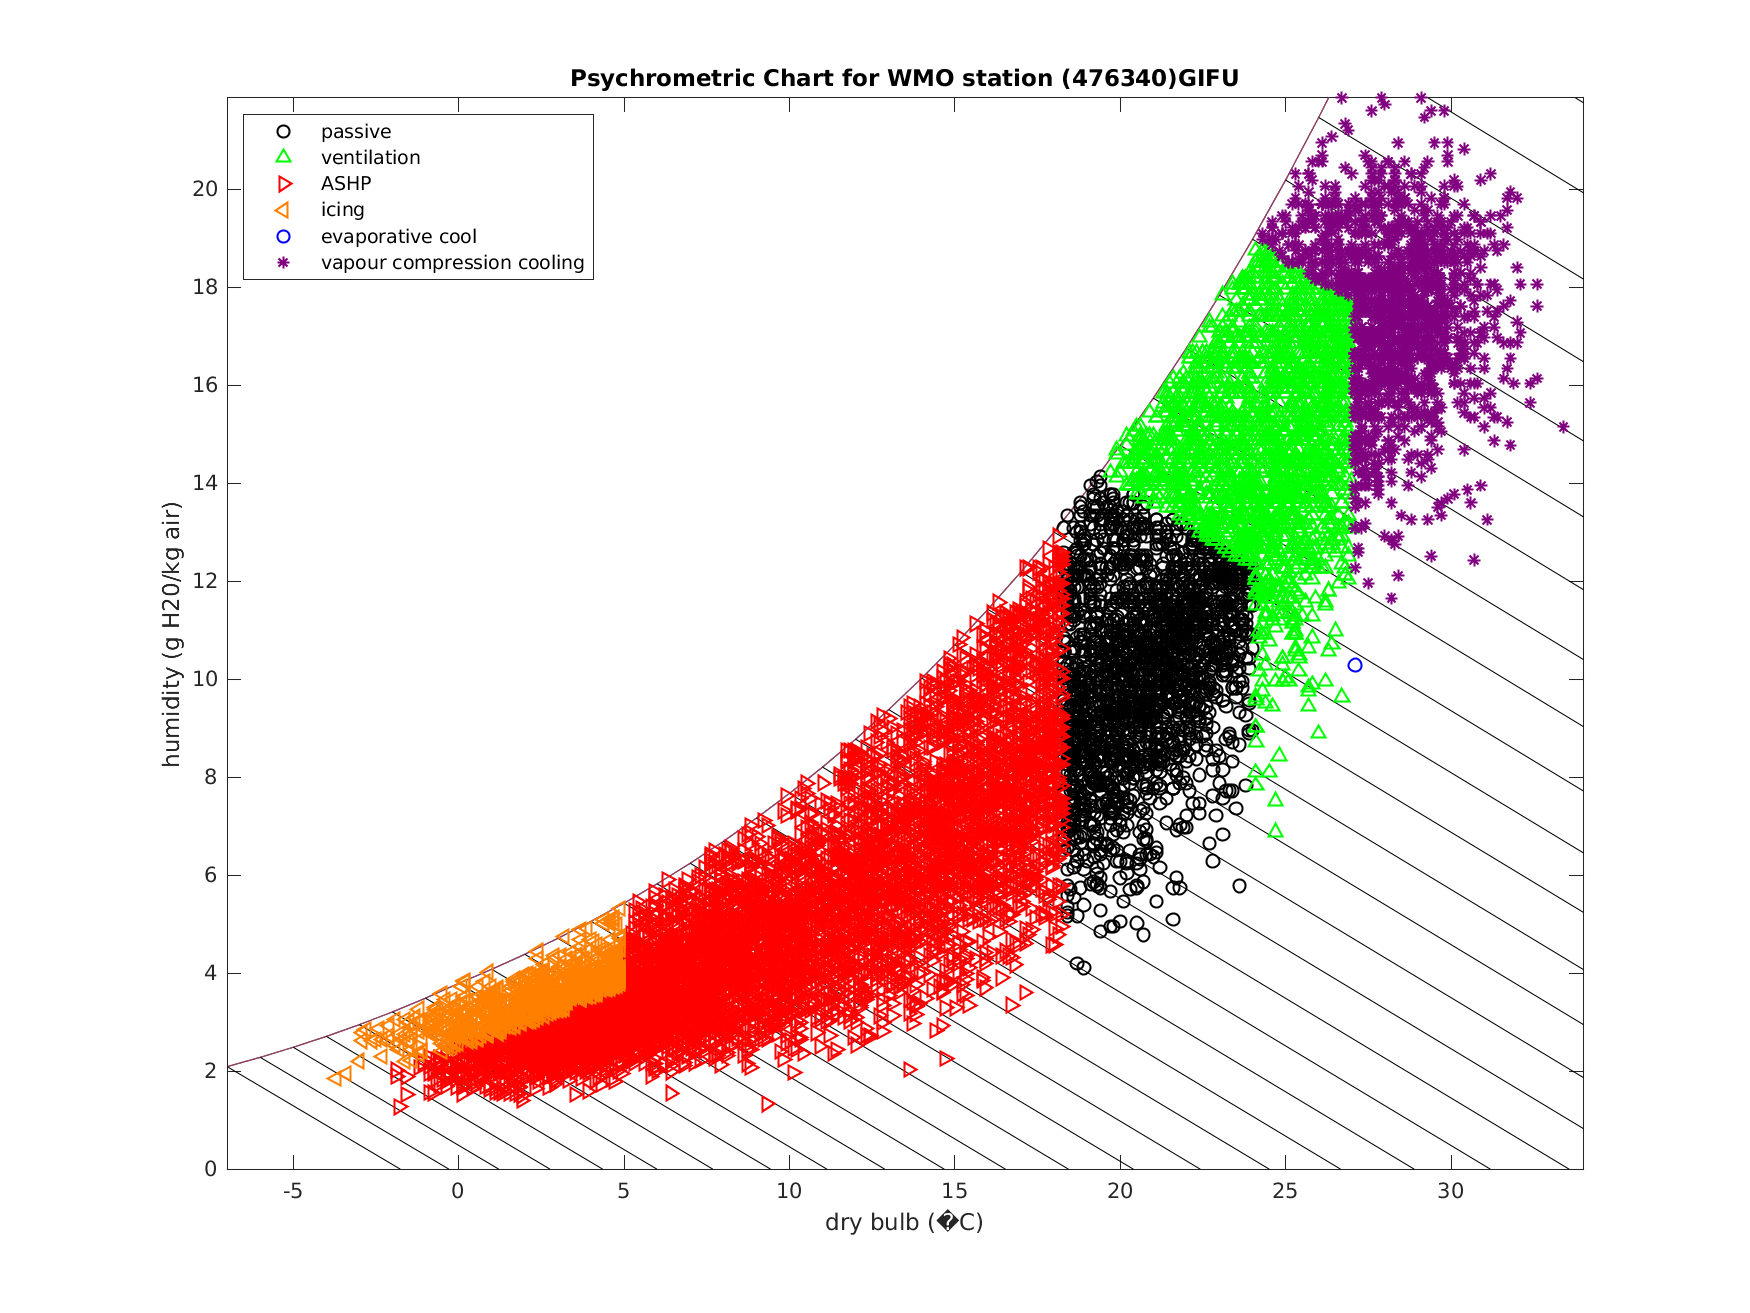 Psychrometric Chart for WMO station (476340)GIFU
passive
ventilation
ASHP
icing
evaporative cool
vapour compression cooling
humidity (g H20/kg air)
20
18
16
14
12
10
8
6
4
2
0
-5 0 5 10 15 20 25 30
dry bulb (�C)